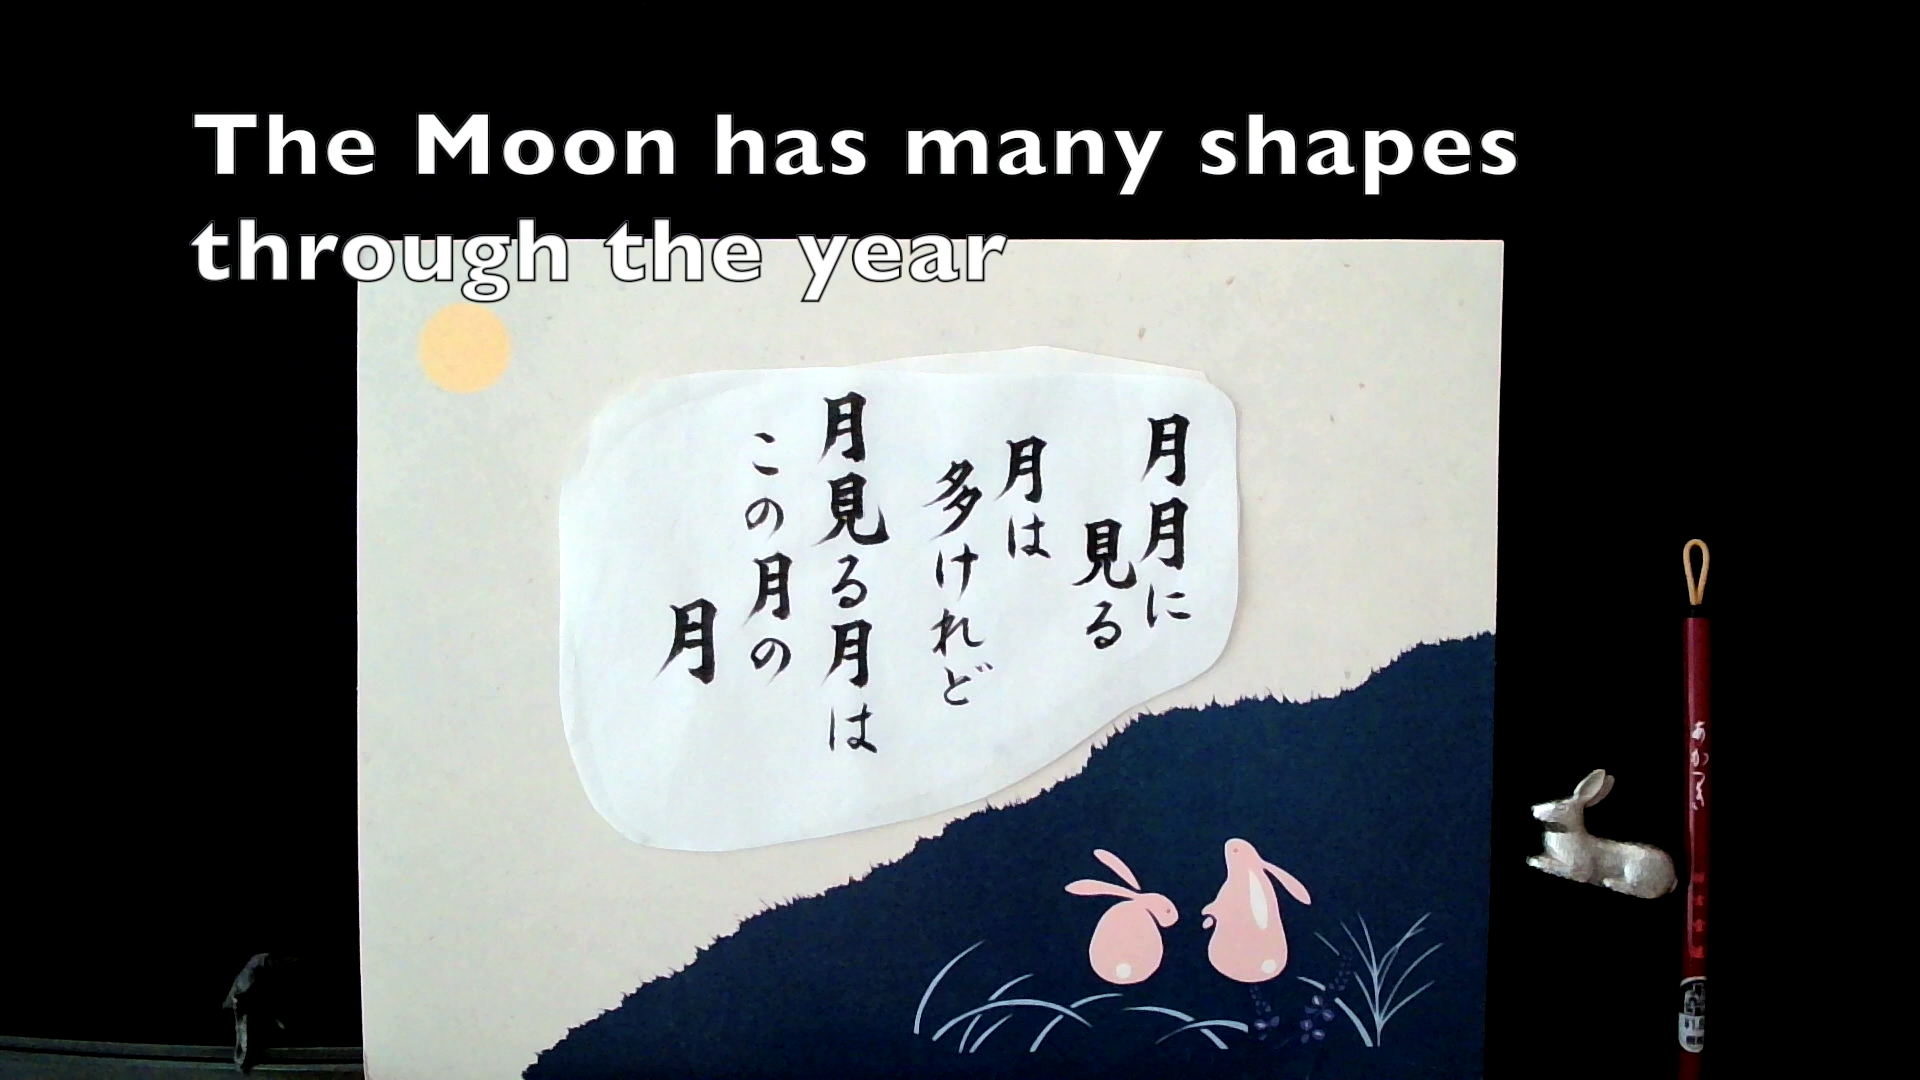 The Moon has many shapes
through the year
月月に
見る
月は
多けれど
月見る月は
この月の
月